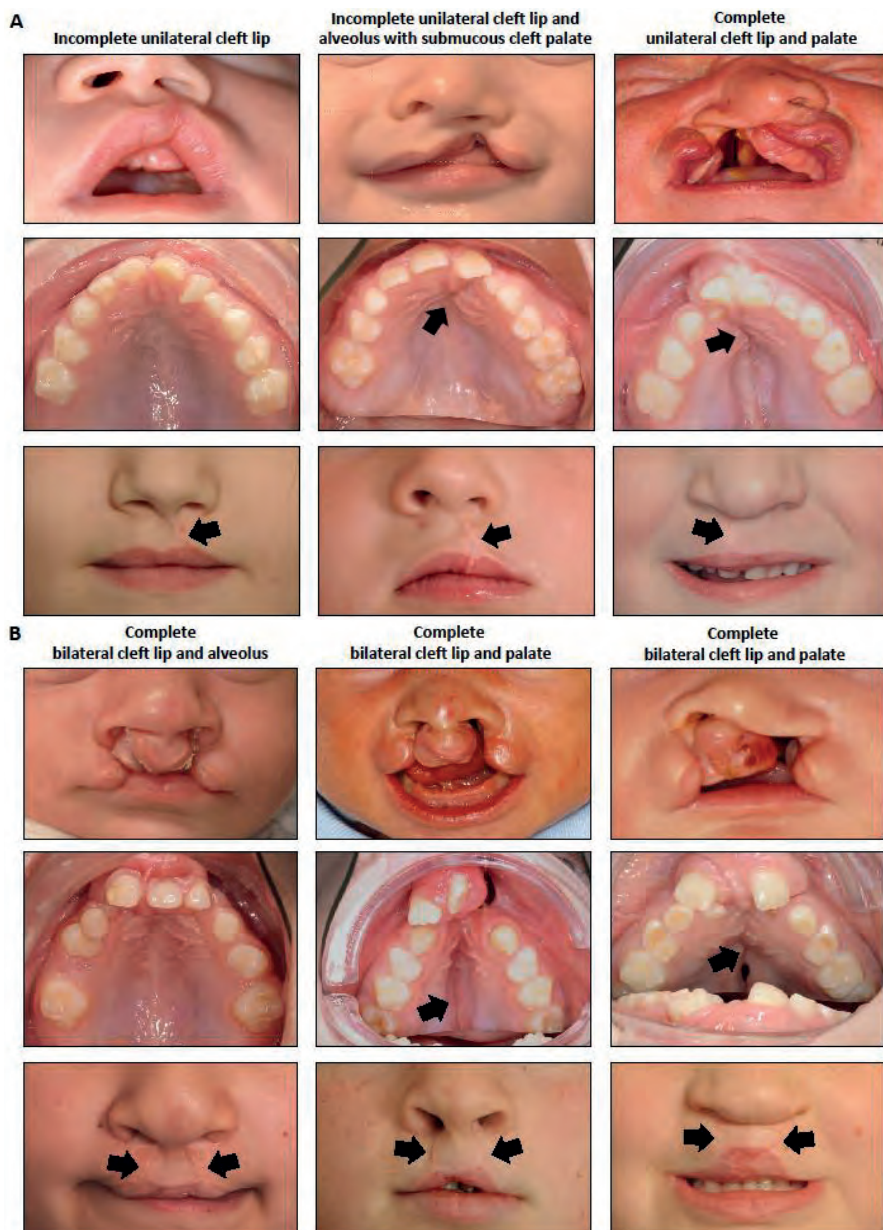 A
Incomplete unilateral cleft lip
Incomplete unilateral cleft lip and
alveolus with submucous cleft palate
Complete
unilateral cleft lip and palate
B
Complete
bilateral cleft lip and alveolus
Complete
bilateral cleft lip and palate
Complete
bilateral cleft lip and palate